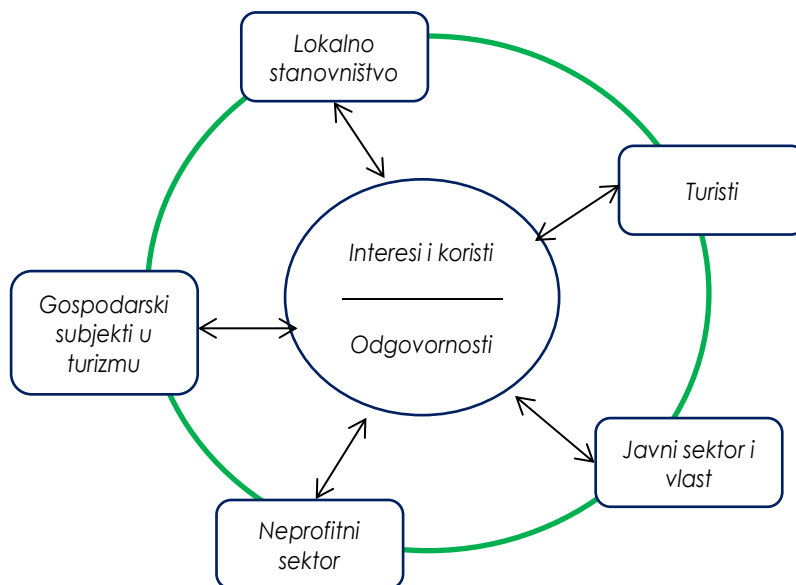 Lokalno
stanovništvo
Turisti
Interesi i koristi
Odgovornosti
Gospodarski
subjekti u
turizmu
Javni sektor i
vlast
Neprofitni
sektor